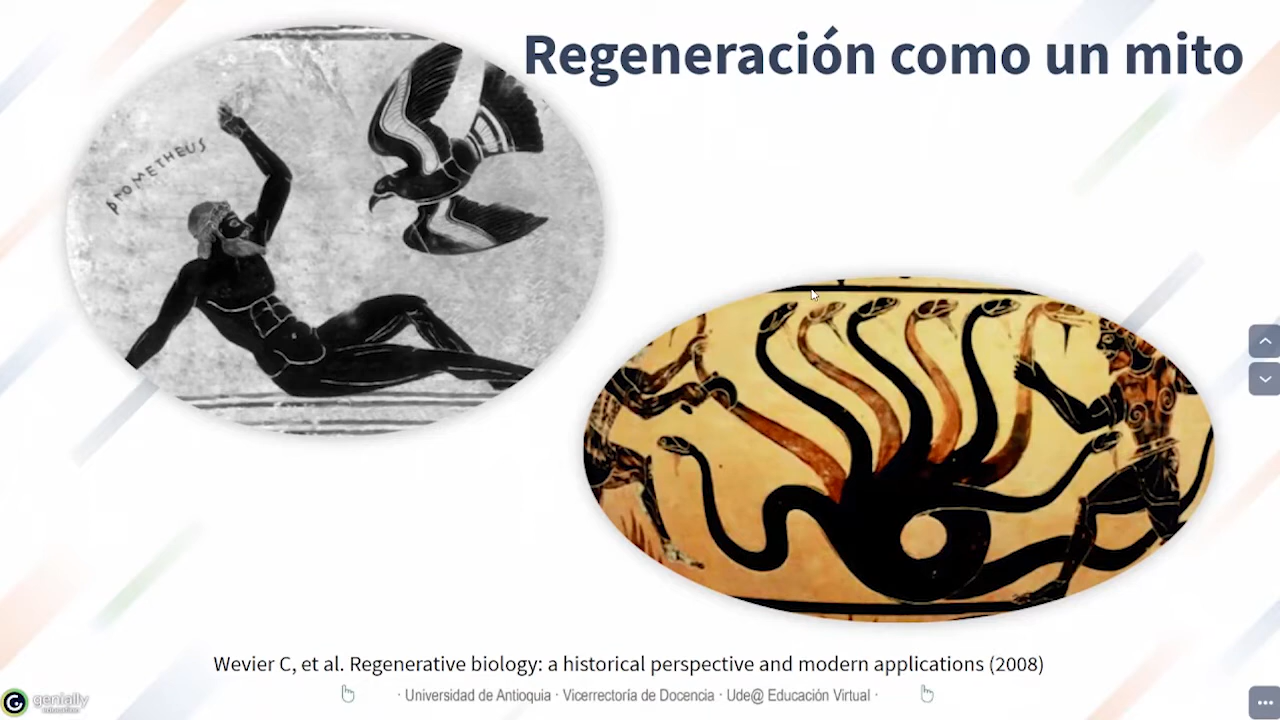 Regeneración como un mito
PROMETHEUS
Wevier C, et al. Regenerative biology: a historical perspective and modern applications (2008)
· Universidad de Antioquia · Vicerrectoría de Docencia · Ude@ Educación Virtual ·
genially
education